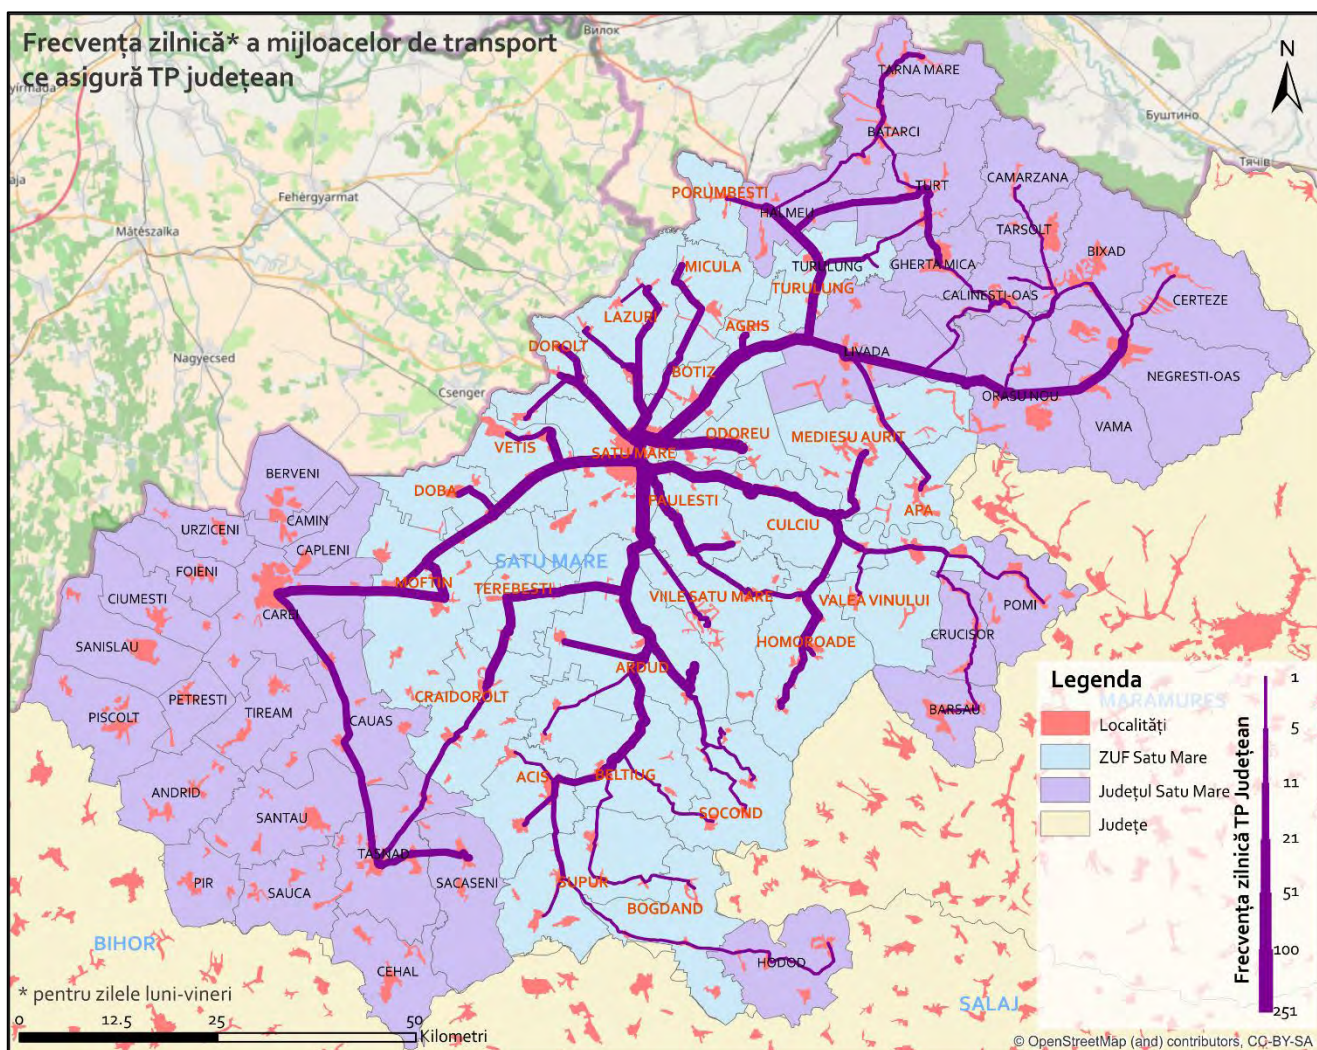 Frecvența zilnică* a mijloacelor de transport
ce asigură TP județean
Вилок
N
Буштино
Тячів
Fehérgyarmat
Mátészalka
Nagyecsed
Csenger
TARNA MARE
BATARCI
TURT
CAMARZANA
PORUMBESTI
HALMEU
TARSOLT
BIXAD
MICULA
TURULUNG
GHERTA MICA
TURULUNG
CALINESTI-OAS
CERTEZE
LAZURI
AGRIS
DOROLT
LIVADA
BOTIZ
NEGRESTI-OAS
ORASU NOU
VAMA
ODOREU
MEDIESU AURIT
VETIS
SATU MARE
BERVENI
DOBA
PAULESTI
CULCIU
APA
URZICENI
CAMIN
CAPLENI
SATU MARE
FOIENI
MOFTIN
TEREBESTI
CIUMESTI
CAREI
VIILE SATU MARE
VALEA VINULUI
POMI
SANISLAU
CRUCISOR
HOMOROADE
ARDUD
PETRESTI
CRAIDOROLT
PISCOLT
TIREAM
CAUAS
BARSAU
ACIS
BELTIUG
ANDRID
SOCOND
SANTAU
TASNAD
PIR
SAUCA
SACASENI
SUPUR
BOGDAND
BIHOR
CEHAL
HODOD
SALAJ
MARAMURES
Legenda
Localități
ZUF Satu Mare
Județul Satu Mare
Județe
Frecvența zilnică TP Județean
1
5
11
21
51
100
251
* pentru zilele luni-vineri
0 12.5 25 50
Kilometri
© OpenStreetMap (and) contributors, CC-BY-SA